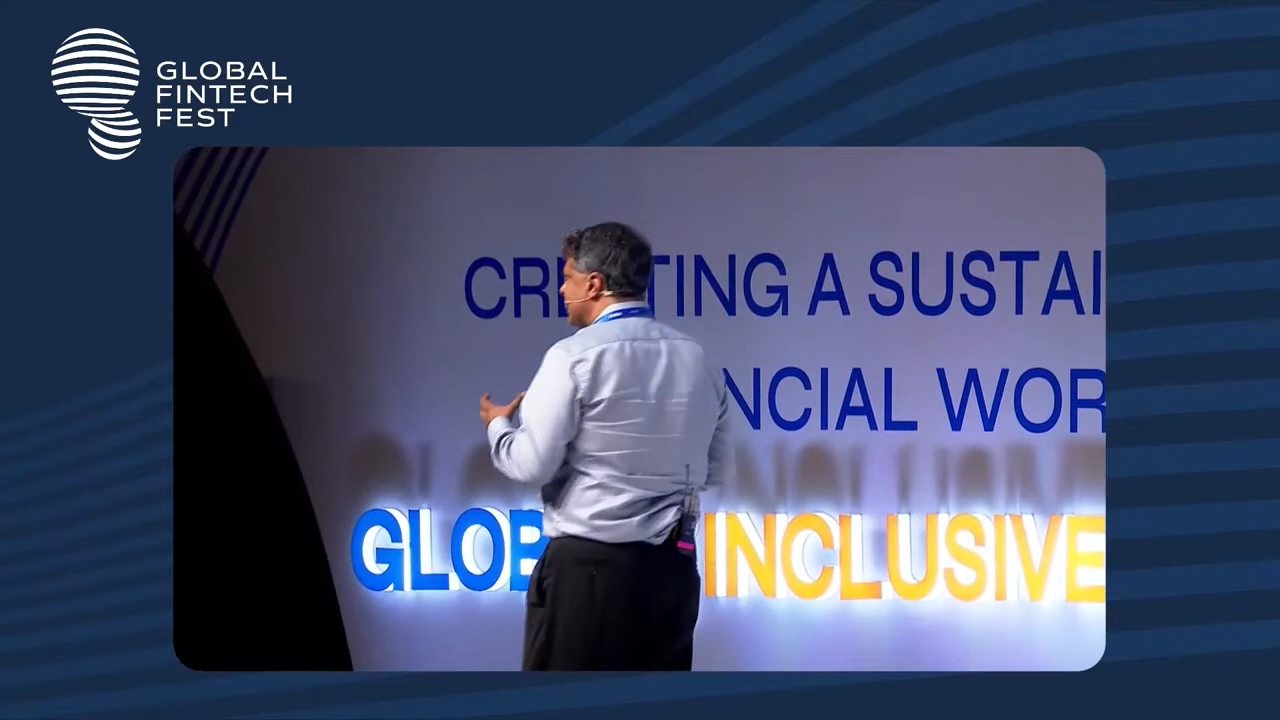 GLOBAL
FINTECH
FEST
CRE TING A SUSTAI
NCIAL WOR
GLOB INCLUSIVE